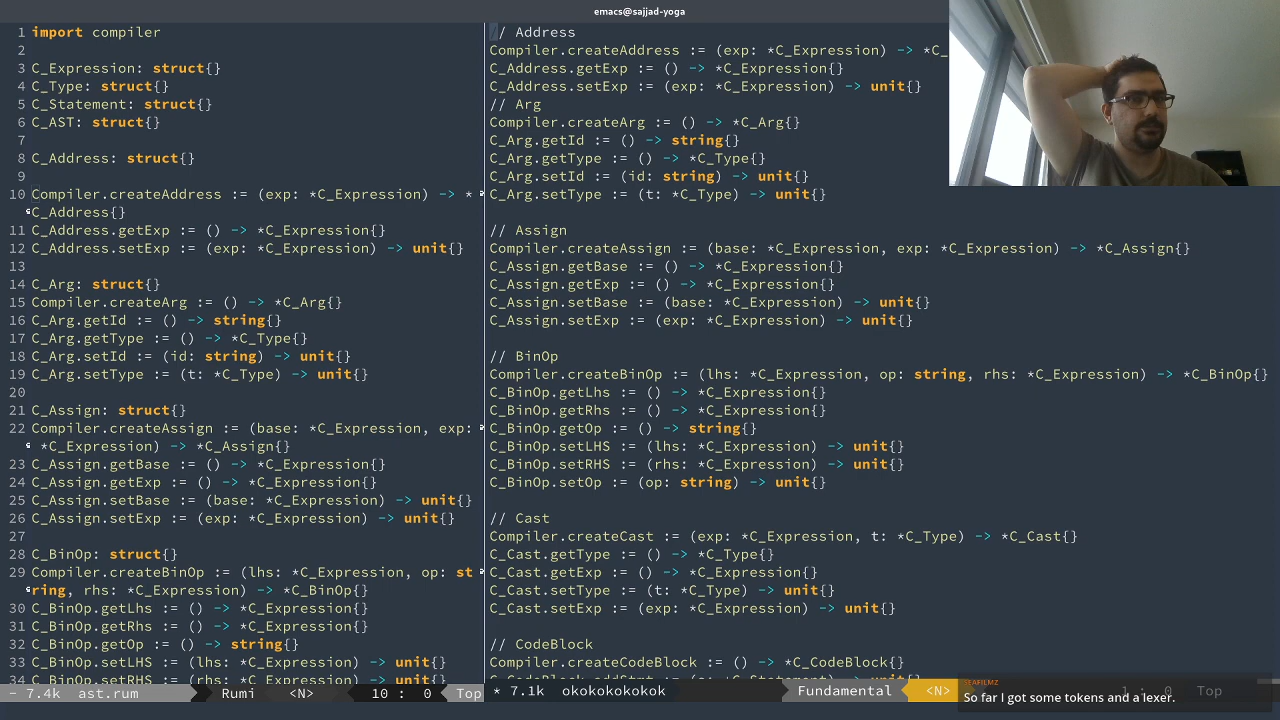 emacs@sajjad-yoga
1 import compiler
2
3 C_Expression: struct{}
4 C_Type: struct{}
5 C_Statement: struct{}
6 C_AST: struct{}
7
8 C_Address: struct{}
9
10 Compiler.createAddress := (exp: *C_Expression) -> *
C_Address{}
11 C_Address.getExp := () -> *C_Expression{}
12 C_Address.setExp := (exp: *C_Expression) -> unit{}
13
14 C_Arg: struct{}
15 Compiler.createArg := () -> *C_Arg{}
16 C_Arg.getId := () -> string{}
17 C_Arg.getType := () -> *C_Type{}
18 C_Arg.setId := (id: string) -> unit{}
19 C_Arg.setType := (t: *C_Type) -> unit{}
20
21 C_Assign: struct{}
22 Compiler.createAssign := (base: *C_Expression, exp:
*C_Expression) -> *C_Assign{}
23 C_Assign.getBase := () -> *C_Expression{}
24 C_Assign.getExp := () -> *C_Expression{}
25 C_Assign.setBase := (base: *C_Expression) -> unit{}
26 C_Assign.setExp := (exp: *C_Expression) -> unit{}
27
28 C_BinOp: struct{}
29 Compiler.createBinOp := (lhs: *C_Expression, op: st
ring, rhs: *C_Expression) -> *C_BinOp{}
30 C_BinOp.getLhs := () -> *C_Expression{}
31 C_BinOp.getRhs := () -> *C_Expression{}
32 C_BinOp.getOp := () -> string{}
33 C_BinOp.setLHS := (lhs: *C_Expression) -> unit{}
34 C_BinOp.setRHS := (rhs: *C_Expression) -> unit{}
- 7.4k ast.rum Rumi <N> 10 : 0 Top
// Address
Compiler.createAddress := (exp: *C_Expression) -> *C_
C_Address.getExp := () -> *C_Expression{}
C_Address.setExp := (exp: *C_Expression) -> unit{}
// Arg
Compiler.createArg := () -> *C_Arg{}
C_Arg.getId := () -> string{}
C_Arg.getType := () -> *C_Type{}
C_Arg.setId := (id: string) -> unit{}
C_Arg.setType := (t: *C_Type) -> unit{}

// Assign
Compiler.createAssign := (base: *C_Expression, exp: *C_Expression) -> *C_Assign{}
C_Assign.getBase := () -> *C_Expression{}
C_Assign.getExp := () -> *C_Expression{}
C_Assign.setBase := (base: *C_Expression) -> unit{}
C_Assign.setExp := (exp: *C_Expression) -> unit{}

// BinOp
Compiler.createBinOp := (lhs: *C_Expression, op: string, rhs: *C_Expression) -> *C_BinOp{}
C_BinOp.getLhs := () -> *C_Expression{}
C_BinOp.getRhs := () -> *C_Expression{}
C_BinOp.getOp := () -> string{}
C_BinOp.setLHS := (lhs: *C_Expression) -> unit{}
C_BinOp.setRHS := (rhs: *C_Expression) -> unit{}
C_BinOp.setOp := (op: string) -> unit{}

// Cast
Compiler.createCast := (exp: *C_Expression, t: *C_Type) -> *C_Cast{}
C_Cast.getType := () -> *C_Type{}
C_Cast.getExp := () -> *C_Expression{}
C_Cast.setType := (t: *C_Type) -> unit{}
C_Cast.setExp := (exp: *C_Expression) -> unit{}

// CodeBlock
Compiler.createCodeBlock := () -> *C_CodeBlock{}
* 7.1k okokokokokok Fundamental <N> 1 : 0 Top
So far I got some tokens and a lexer.